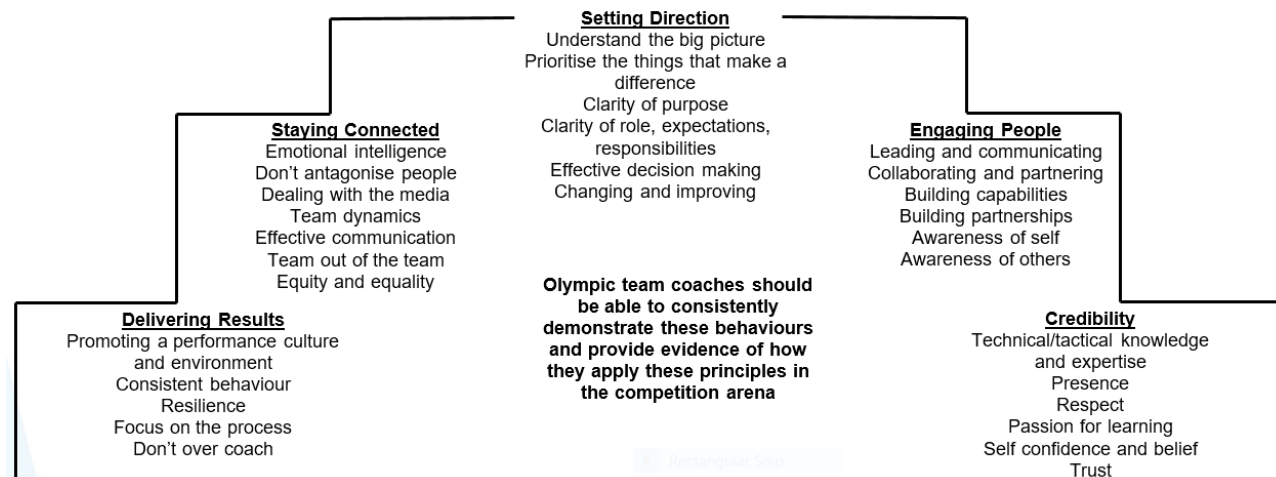 Setting Direction
Understand the big picture
Prioritise the things that make a
difference
Clarity of purpose
Clarity of role, expectations,
responsibilities
Effective decision making
Changing and improving
Staying Connected
Emotional intelligence
Don't antagonise people
Dealing with the media
Team dynamics
Effective communication
Team out of the team
Equity and equality
Engaging People
Leading and communicating
Collaborating and partnering
Building capabilities
Building partnerships
Awareness of self
Awareness of others
Olympic team coaches should
be able to consistently
demonstrate these behaviours
and provide evidence of how
they apply these principles in
the competition arena
Delivering Results
Promoting a performance culture
and environment
Consistent behaviour
Resilience
Focus on the process
Don't over coach
Credibility
Technical/tactical knowledge
and expertise
Presence
Respect
Passion for learning
Self confidence and belief
Trust
Rectangular Snip